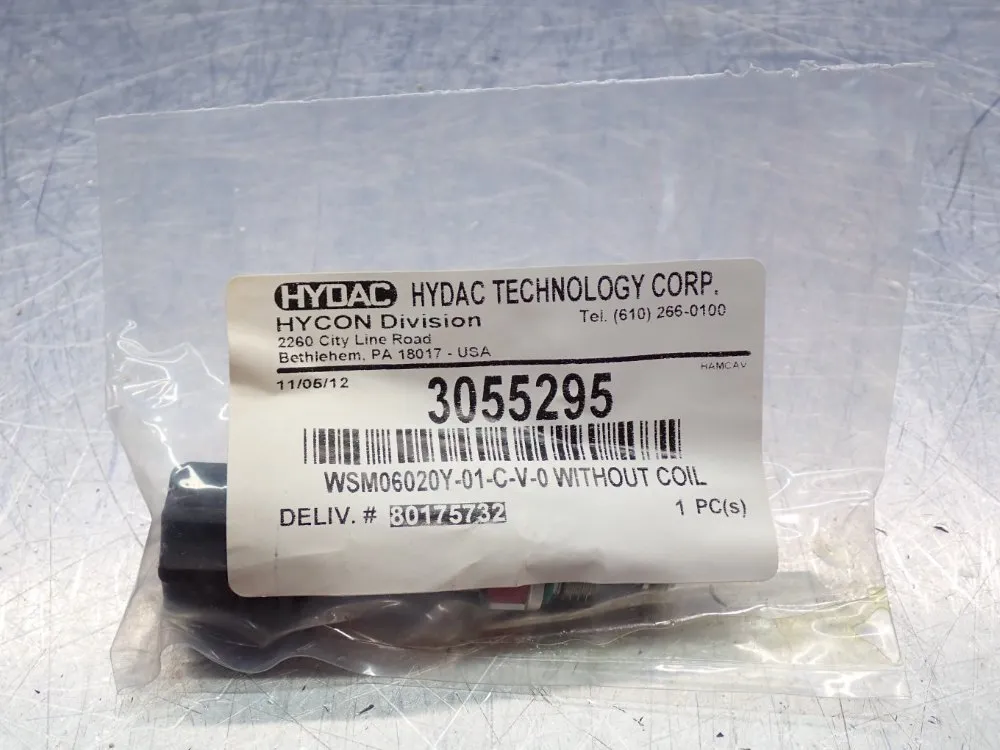 HYDAC HYDAC TECHNOLOGY CORP.
HYCON Division Tel. (610) 266-0100
2260 City Line Road
Bethlehem, PA 18017 - USA
HAMCAV
11/06/12 3055295
WSM06020Y-01-C-V-0 WITHOUT COIL
DELIV. # 80175732 1 PC(s)